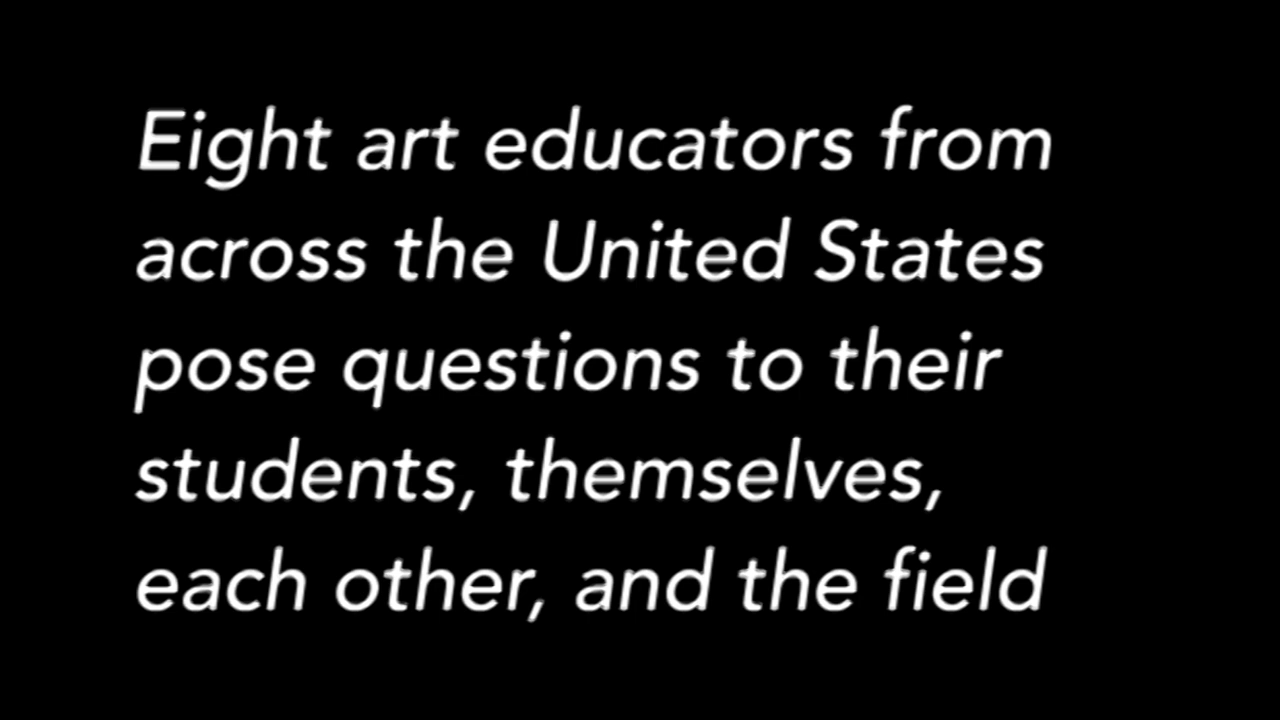 Eight art educators from
across the United States
pose questions to their
students, themselves,
each other, and the field